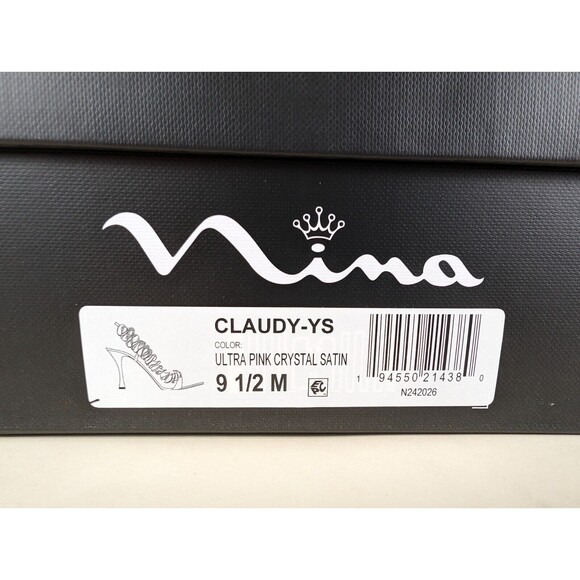 Nina
CLAUDY-YS
COLOR:
ULTRA PINK CRYSTAL SATIN
9 1/2 M
1 94550 21438 0
N242026